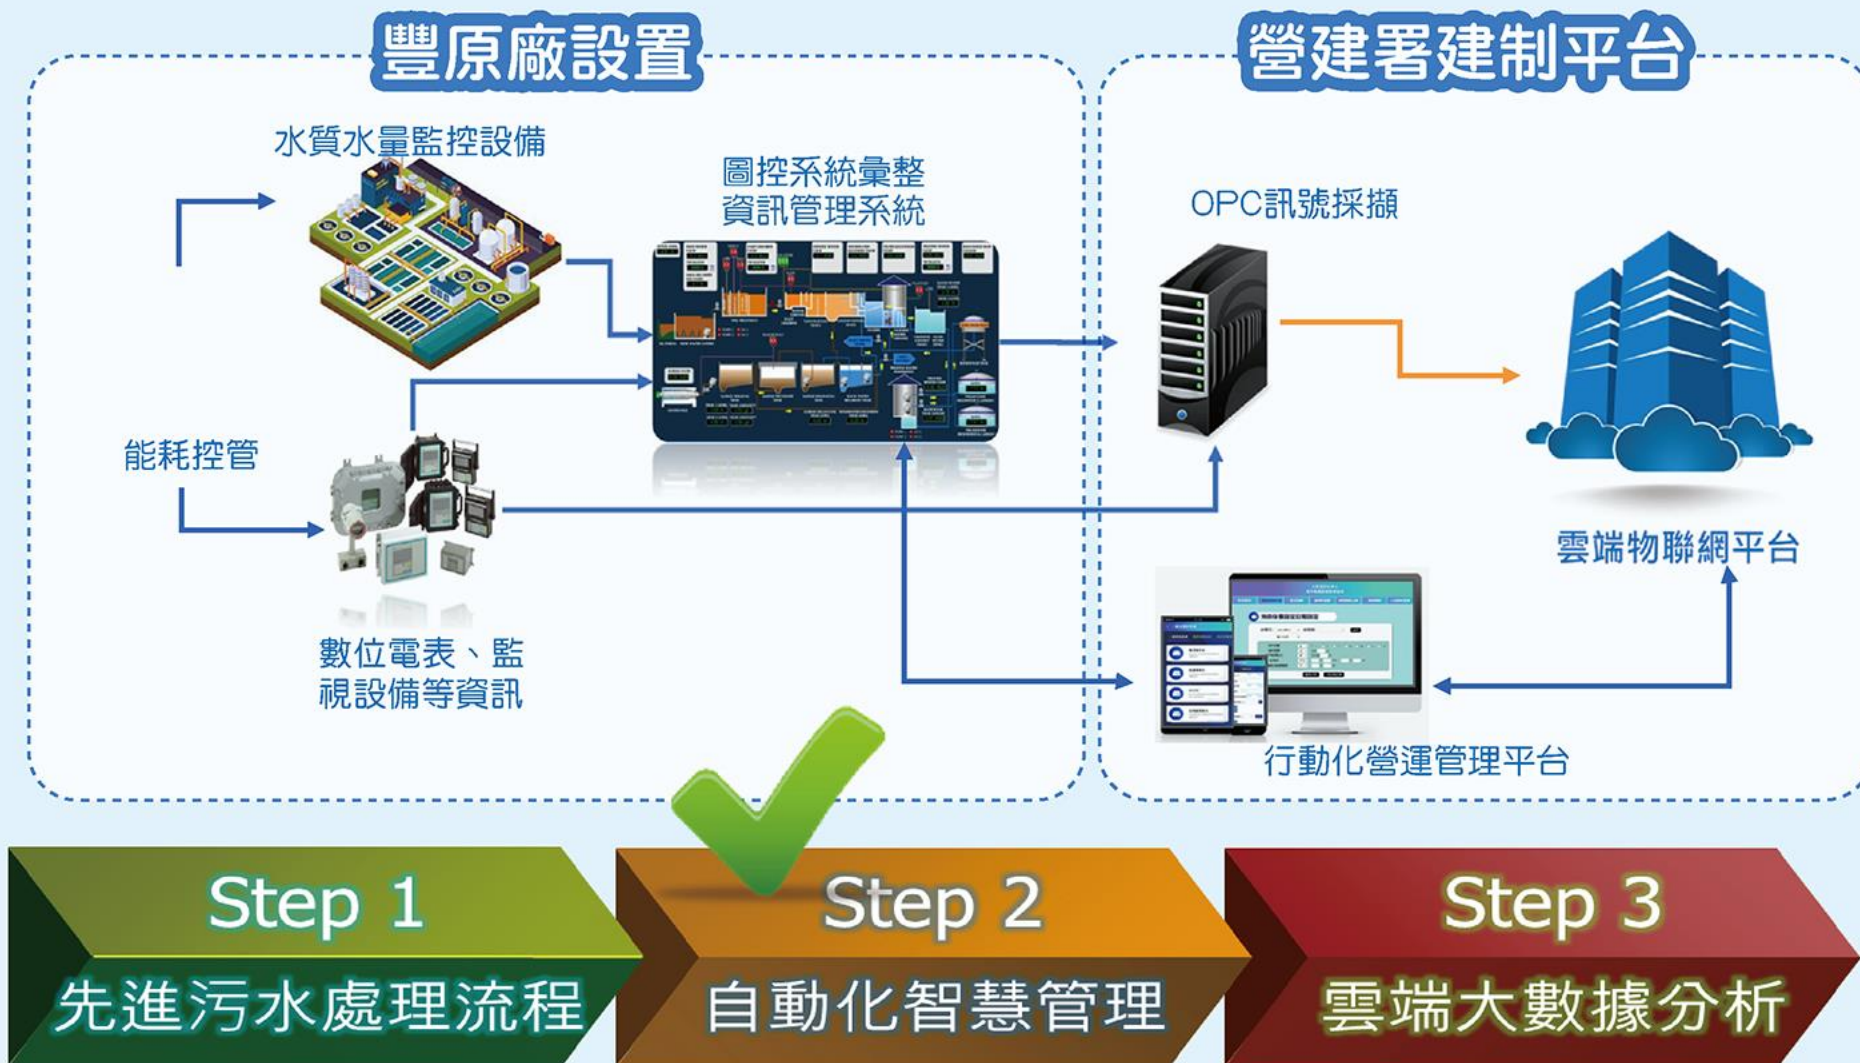 豐原廠設置
營建署建制平台
水質水量監控設備
圖控系統彙整
資訊管理系統
OPC訊號採擷
能耗控管
數位電表、監
視設備等資訊
雲端物聯網平台
行動化營運管理平台
Step 1
先進污水處理流程
Step 2
自動化智慧管理
Step 3
雲端大數據分析